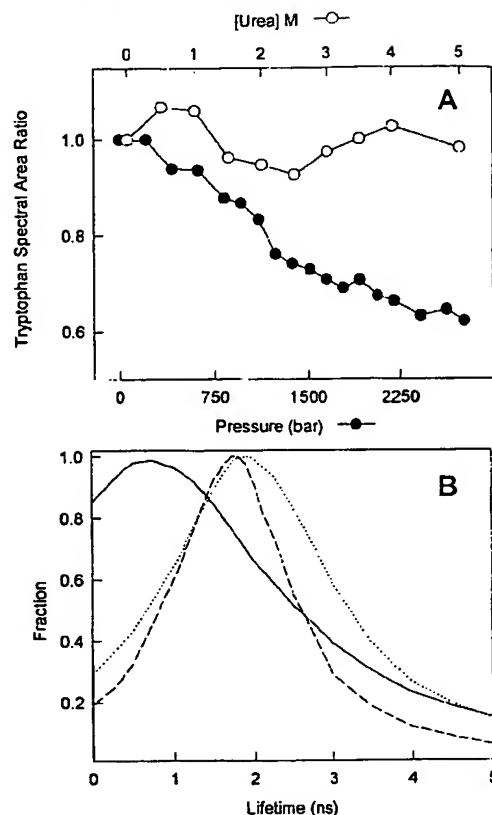 [Urea] M
0 1 2 3 4 5
A
Tryptophan Spectral Area Ratio
1.0
0.8
0.6
0 750 1500 2250
Pressure (bar)
B
Fraction
1.0
0.8
0.6
0.4
0.2
0 1 2 3 4 5
Lifetime (ns)